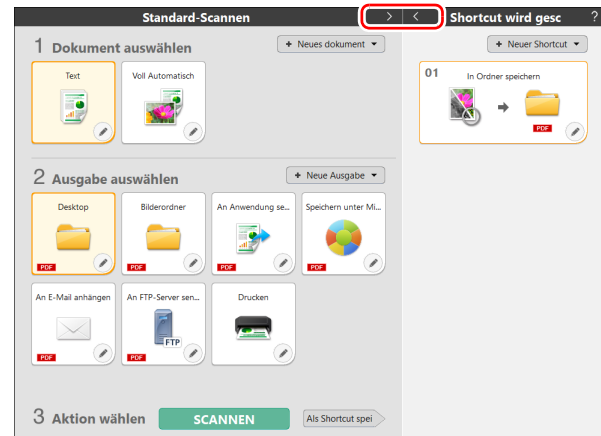 Standard-Scannen > < Shortcut wird gesc ?
1 Dokument auswählen + Neues dokument
Text
Voll Automatisch
2 Ausgabe auswählen + Neue Ausgabe
Desktop
PDF
Bilderordner
PDF
An Anwendung se...
PDF
Speichern unter Mi...
PDF
An E-Mail anhängen
PDF
An FTP-Server sen...
FTP
PDF
Drucken
3 Aktion wählen SCANNEN Als Shortcut spei
+ Neuer Shortcut
01 In Ordner speichern
PDF